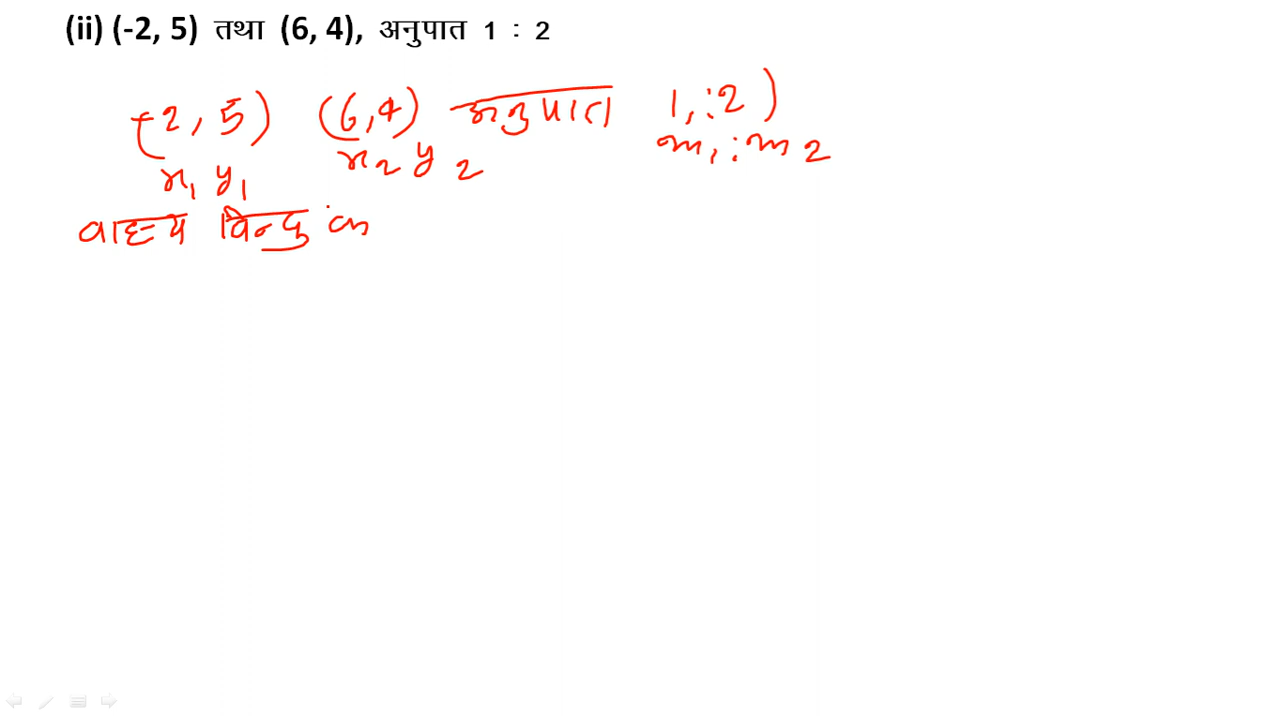 (ii) (-2, 5) तथा (6, 4), अनुपात 1 : 2
(-2, 5) (6,4) अनुपात 1, :2)
x₁ y₁ x₂ y₂ m₁ : m₂
वाह्य विन्दु क